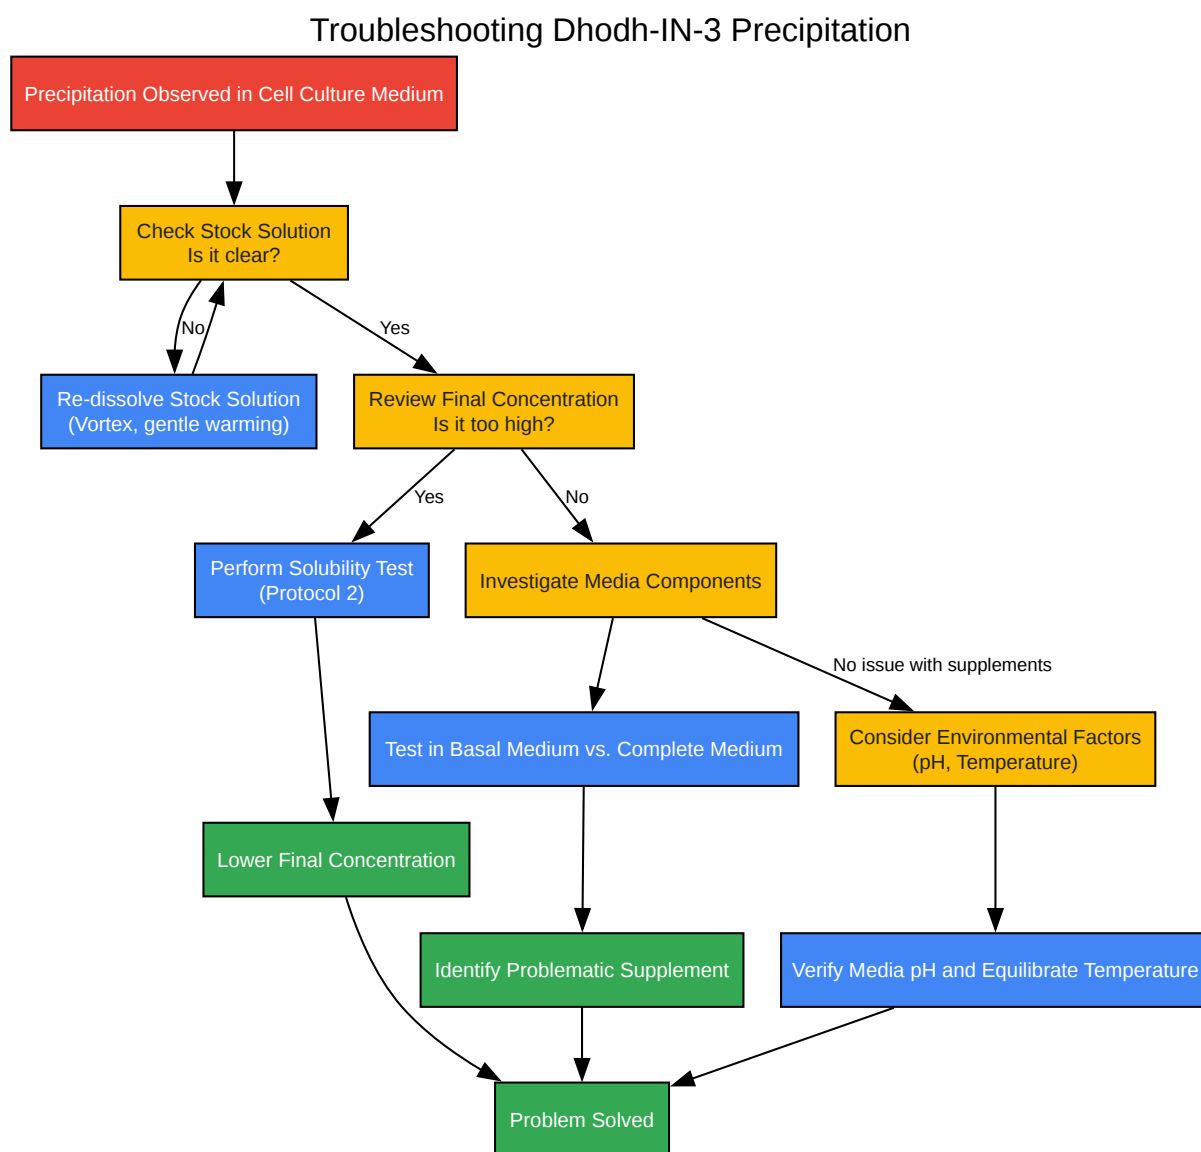 Troubleshooting Dhodh-IN-3 Precipitation
Precipitation Observed in Cell Culture Medium
Check Stock Solution
Is it clear?
No
Yes
Re-dissolve Stock Solution
(Vortex, gentle warming)
Review Final Concentration
Is it too high?
Yes
No
Perform Solubility Test
(Protocol 2)
Investigate Media Components
No issue with supplements
Test in Basal Medium vs. Complete Medium
Consider Environmental Factors
(pH, Temperature)
Lower Final Concentration
Identify Problematic Supplement
Verify Media pH and Equilibrate Temperature
Problem Solved